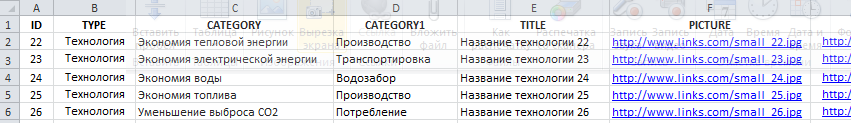 A B C D E F
1 ID TYPE CATEGORY CATEGORY1 TITLE PICTURE
2 22 Технология Экономия тепловой энергии Производство Название технологии 22 http://www.links.com/small_22.jpg http:/
3 23 Технология Экономия электрической энергии Транспортировка Название технологии 23 http://www.links.com/small_23.jpg http:/
4 24 Технология Экономия воды Водозабор Название технологии 24 http://www.links.com/small_24.jpg http:/
5 25 Технология Экономия топлива Производство Название технологии 25 http://www.links.com/small_25.jpg http:/
6 26 Технология Уменьшение выброса CO2 Потребление Название технологии 26 http://www.links.com/small_26.jpg http:/